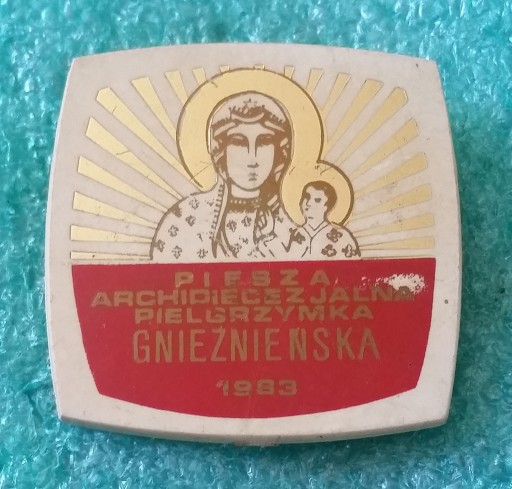 PIESZA
ARCHIDIECEZJALNA
PIELGRZYMKA
GNIEŹNIEŃSKA
1983